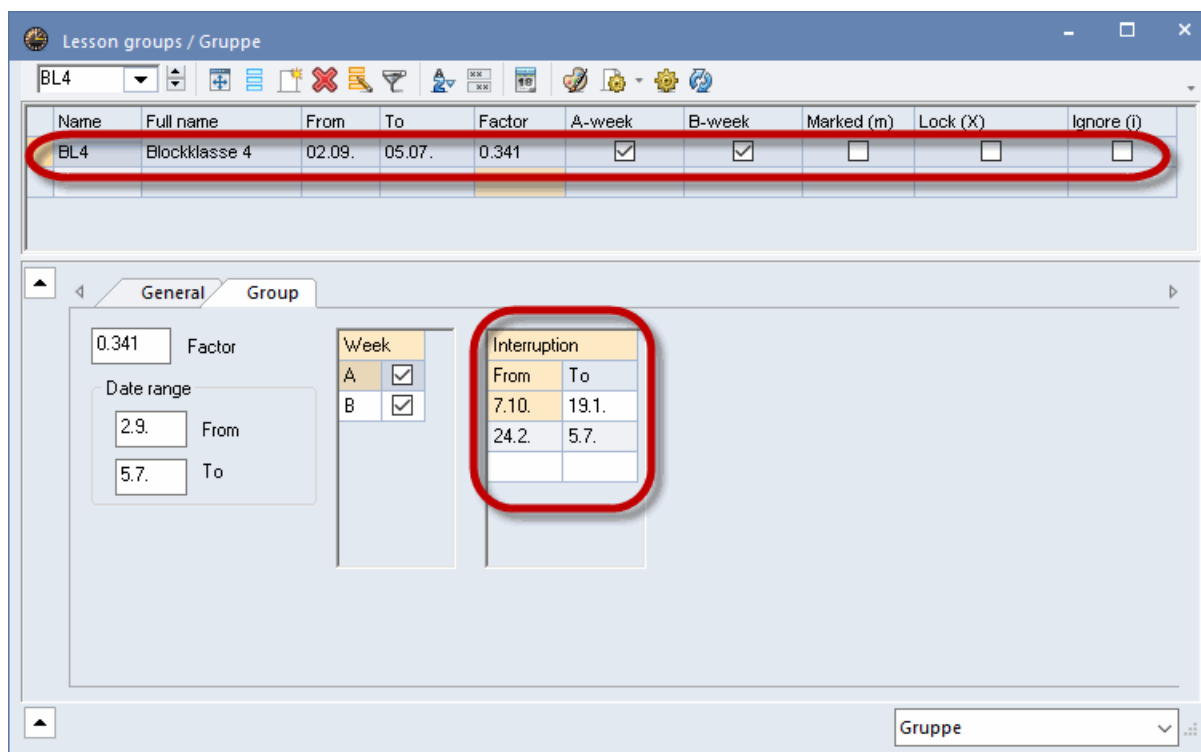 Lesson groups / Gruppe
BL4
Name Full name From To Factor A-week B-week Marked (m) Lock (X) Ignore (i)
BL4 Blockklasse 4 02.09. 05.07. 0.341
General Group
0.341 Factor
Date range
2.9. From
5.7. To
Week
A
B
Interruption
From To
7.10. 19.1.
24.2. 5.7.
Gruppe